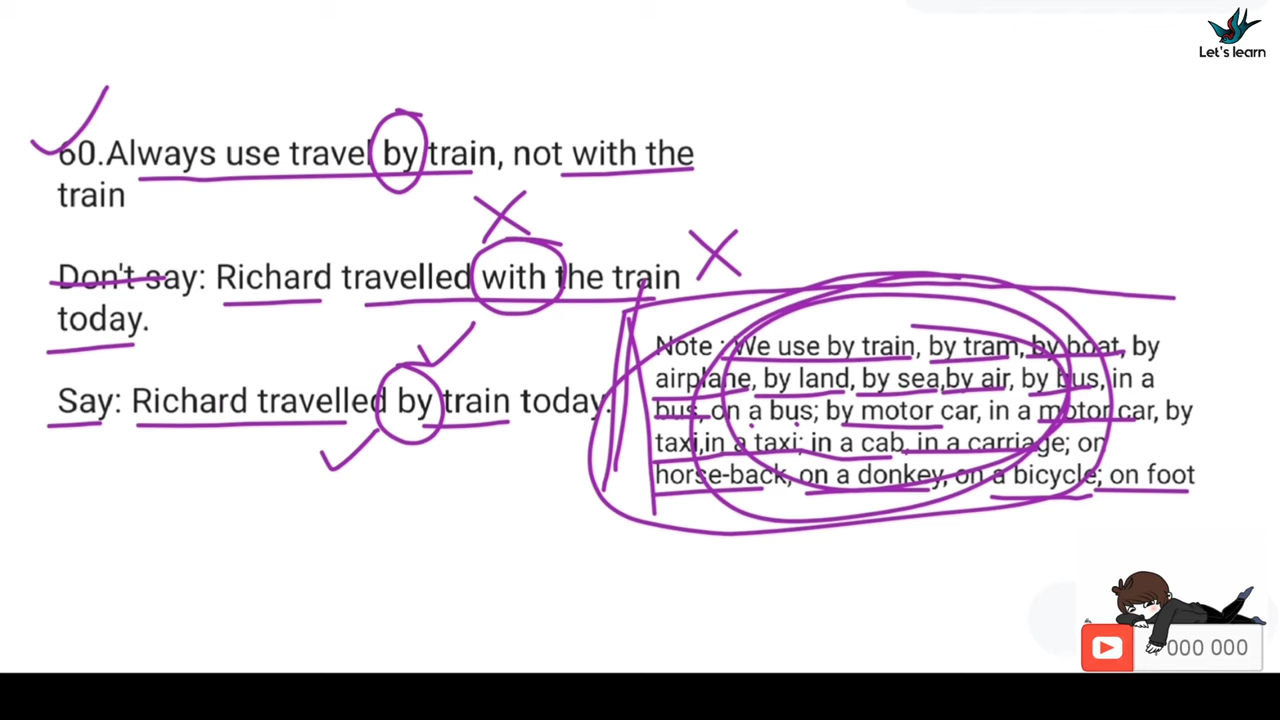 Let's learn
60.Always use travel by train, not with the
train
Don't say: Richard travelled with the train
today.
Say: Richard travelled by train today.
Note : We use by train, by tram, by boat, by
airplane, by land, by sea,by air, by bus, in a
bus, on a bus; by motor car, in a motor car, by
taxi,in a taxi; in a cab, in a carriage; on
horse-back, on a donkey, on a bicycle; on foot
000 000